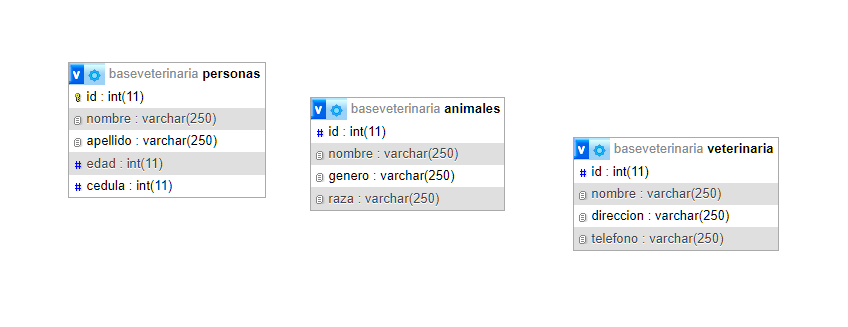 baseveterinaria personas
id : int(11)
nombre : varchar(250)
apellido : varchar(250)
edad : int(11)
cedula : int(11)
baseveterinaria animales
id : int(11)
nombre : varchar(250)
genero : varchar(250)
raza : varchar(250)
baseveterinaria veterinaria
id : int(11)
nombre : varchar(250)
direccion : varchar(250)
telefono : varchar(250)